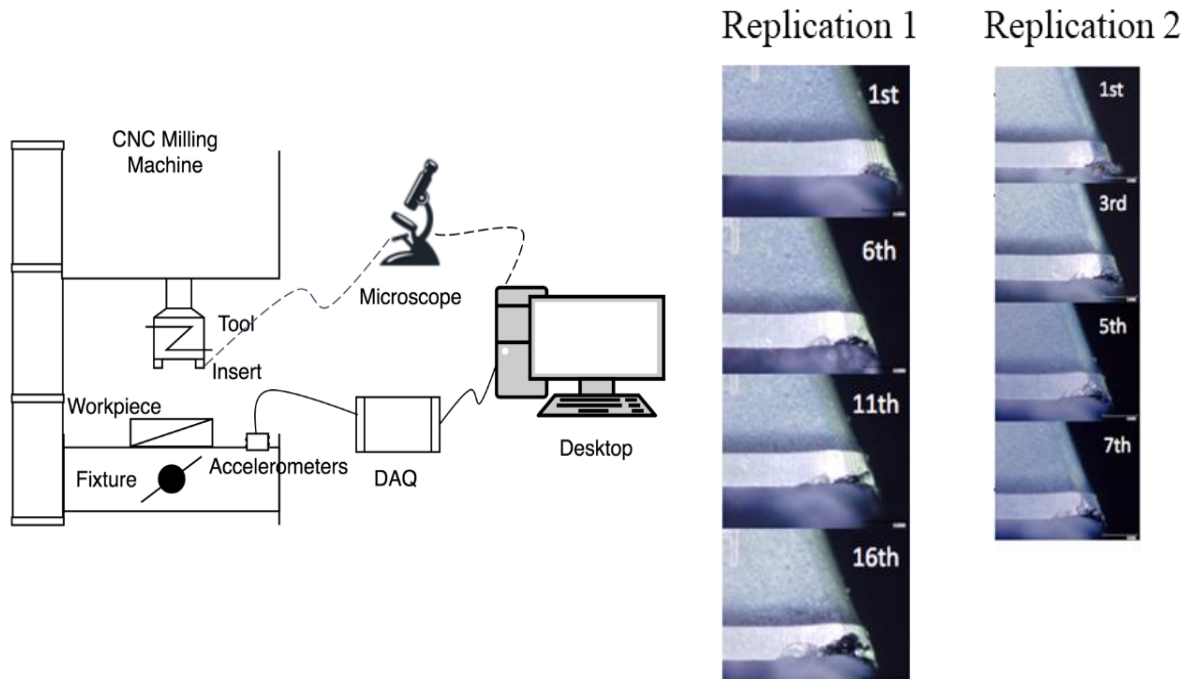 Replication 1
Replication 2
CNC Milling
Machine
Tool
Insert
Microscope
Workpiece
Fixture
Accelerometers
DAQ
Desktop
1st
6th
11th
16th
1st
3rd
5th
7th